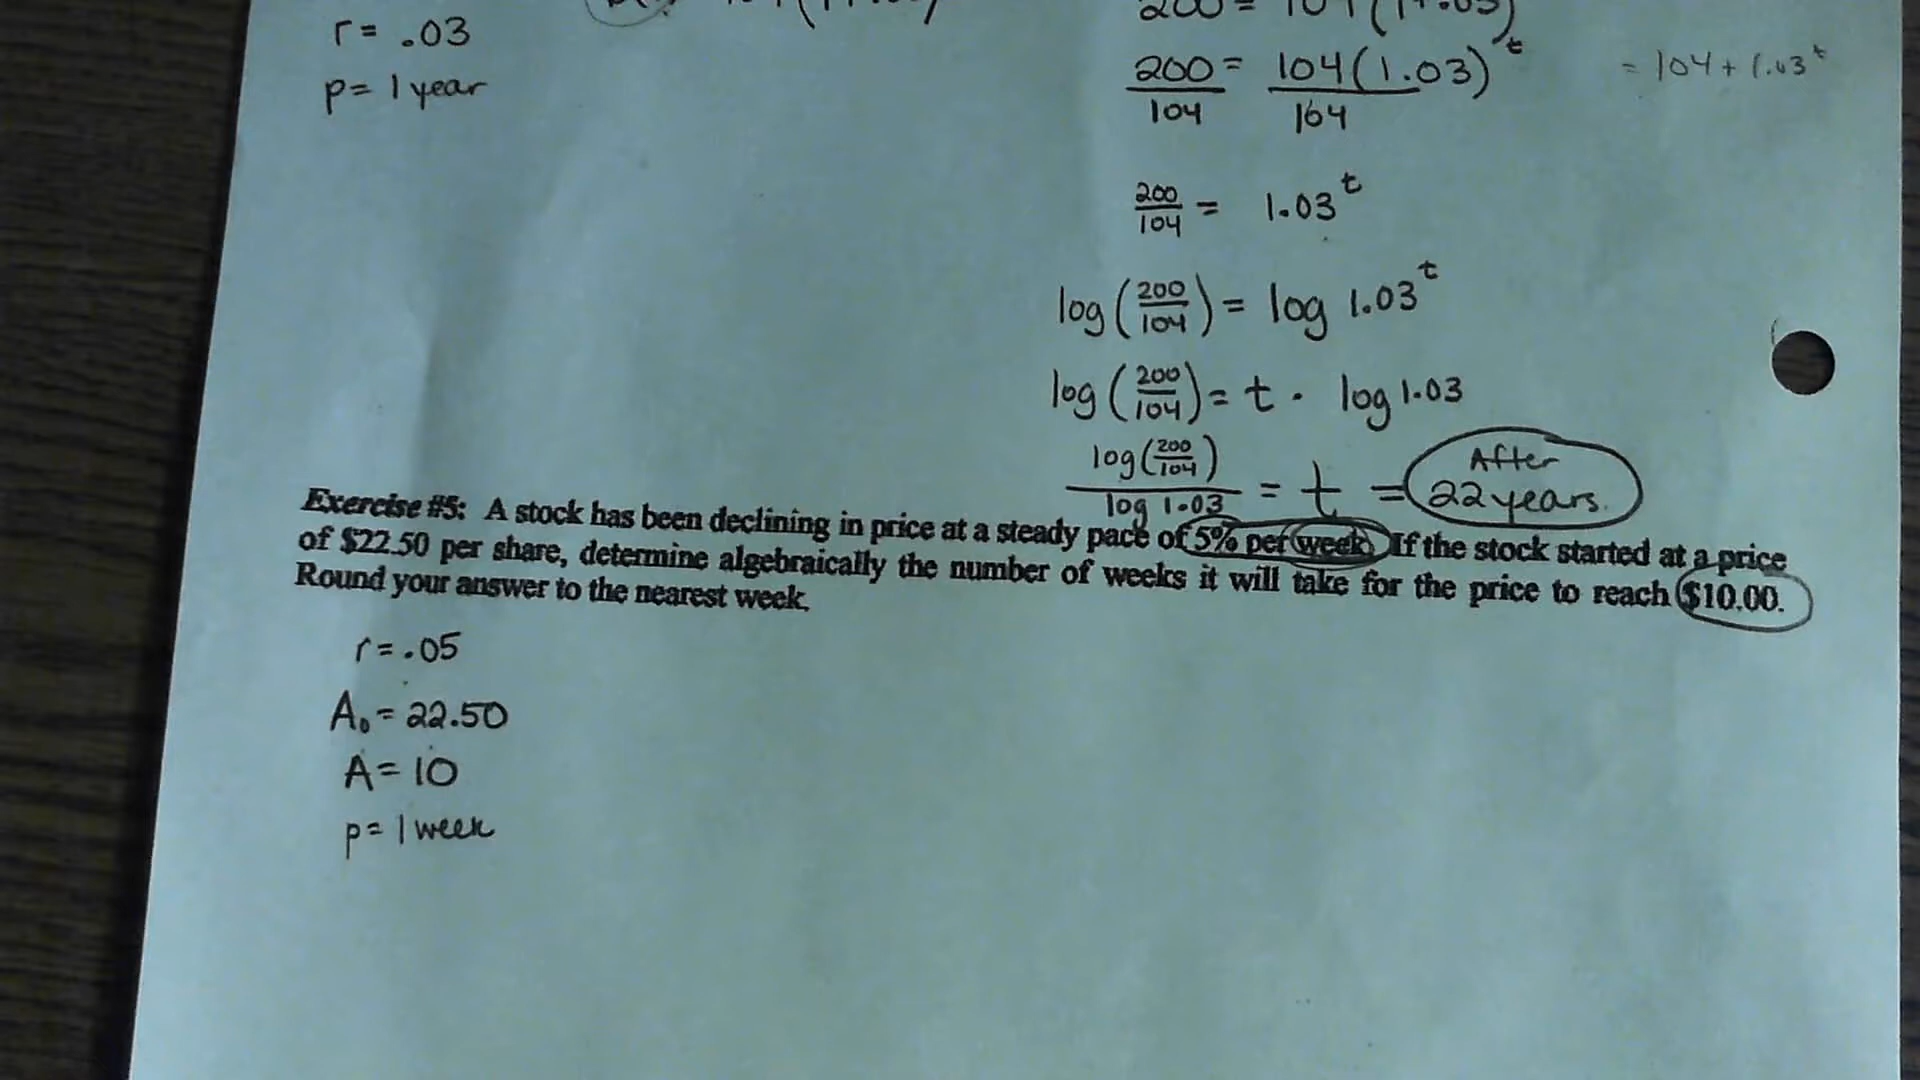 r = .03
p = 1 year
200 = 104(1+.03)
200 = 104(1.03)^t
104 104
= 104 + 1.03^t
200/104 = 1.03^t
log(200/104) = log 1.03^t
log(200/104) = t · log 1.03
log(200/104) / log 1.03 = t = After 22 years.
Exercise #5: A stock has been declining in price at a steady pace of 5% per week. If the stock started at a price
of $22.50 per share, determine algebraically the number of weeks it will take for the price to reach $10.00.
Round your answer to the nearest week.
r = .05
A₀ = 22.50
A = 10
p = 1 week